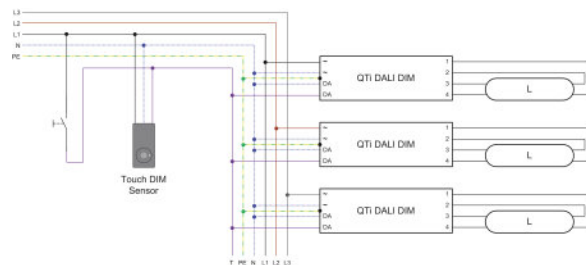 L3
L2
L1
N
PE
~
~
DA
DA
QTi DALI DIM
1
2
3
4
L
~
~
DA
DA
QTi DALI DIM
1
2
3
4
L
Touch DIM
Sensor
~
~
DA
DA
QTi DALI DIM
1
2
3
4
L
T PE N L1 L2 L3